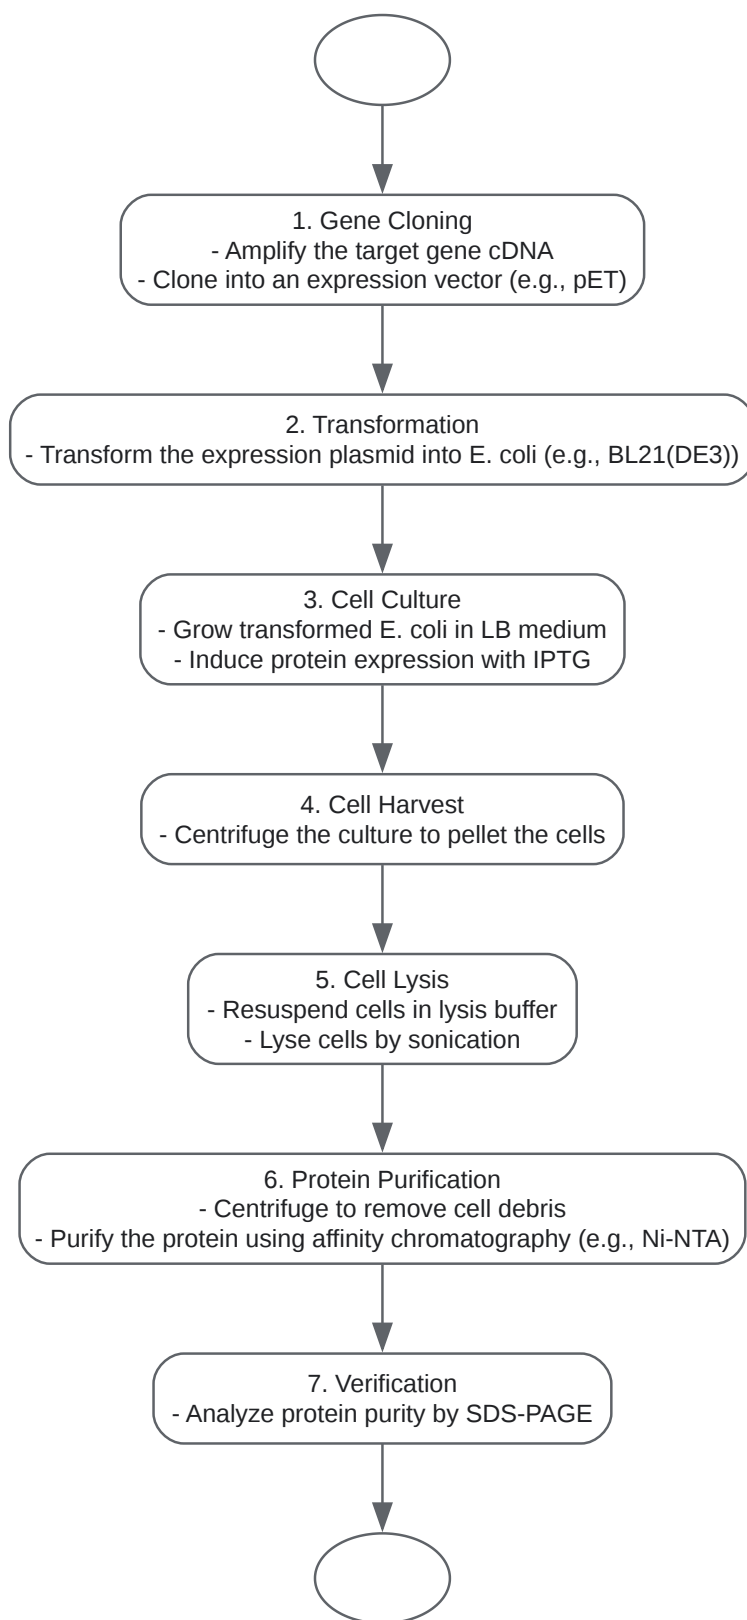 1. Gene Cloning
- Amplify the target gene cDNA
- Clone into an expression vector (e.g., pET)
2. Transformation
- Transform the expression plasmid into E. coli (e.g., BL21(DE3))
3. Cell Culture
- Grow transformed E. coli in LB medium
- Induce protein expression with IPTG
4. Cell Harvest
- Centrifuge the culture to pellet the cells
5. Cell Lysis
- Resuspend cells in lysis buffer
- Lyse cells by sonication
6. Protein Purification
- Centrifuge to remove cell debris
- Purify the protein using affinity chromatography (e.g., Ni-NTA)
7. Verification
- Analyze protein purity by SDS-PAGE